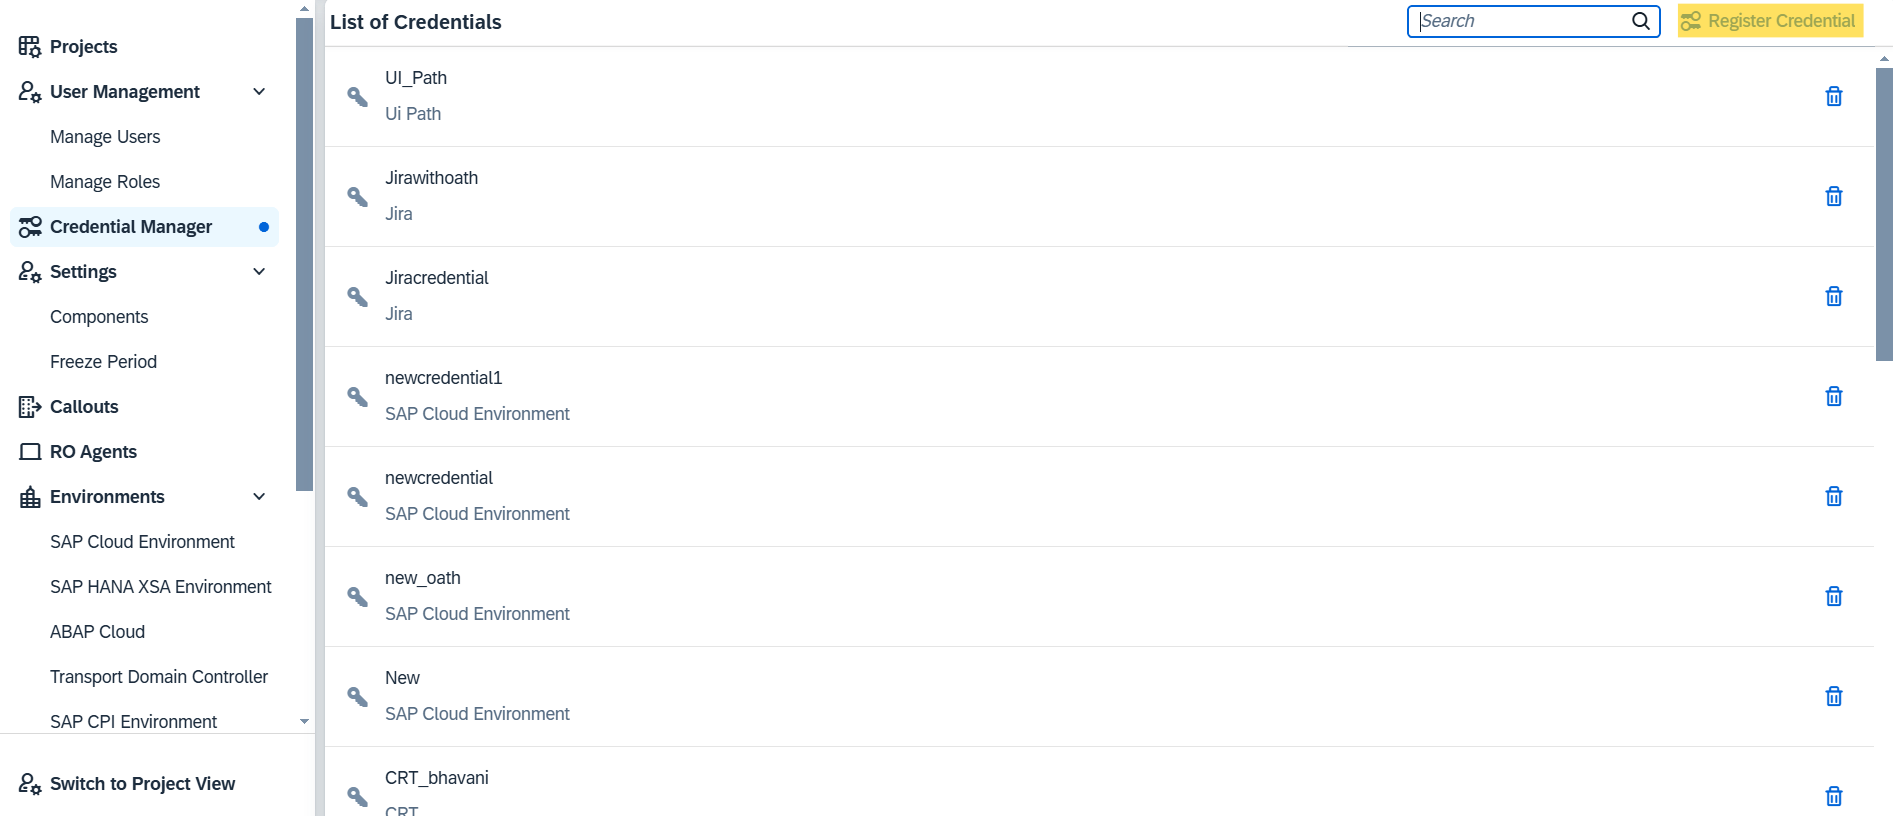 Projects
User Management
Manage Users
Manage Roles
Credential Manager
Settings
Components
Freeze Period
Callouts
RO Agents
Environments
SAP Cloud Environment
SAP HANA XSA Environment
ABAP Cloud
Transport Domain Controller
SAP CPI Environment
Switch to Project View
List of Credentials
Search
Register Credential
UI_Path
Ui Path
Jirawithoath
Jira
Jiracredential
Jira
newcredential1
SAP Cloud Environment
newcredential
SAP Cloud Environment
new_oath
SAP Cloud Environment
New
SAP Cloud Environment
CRT_bhavani
CRT